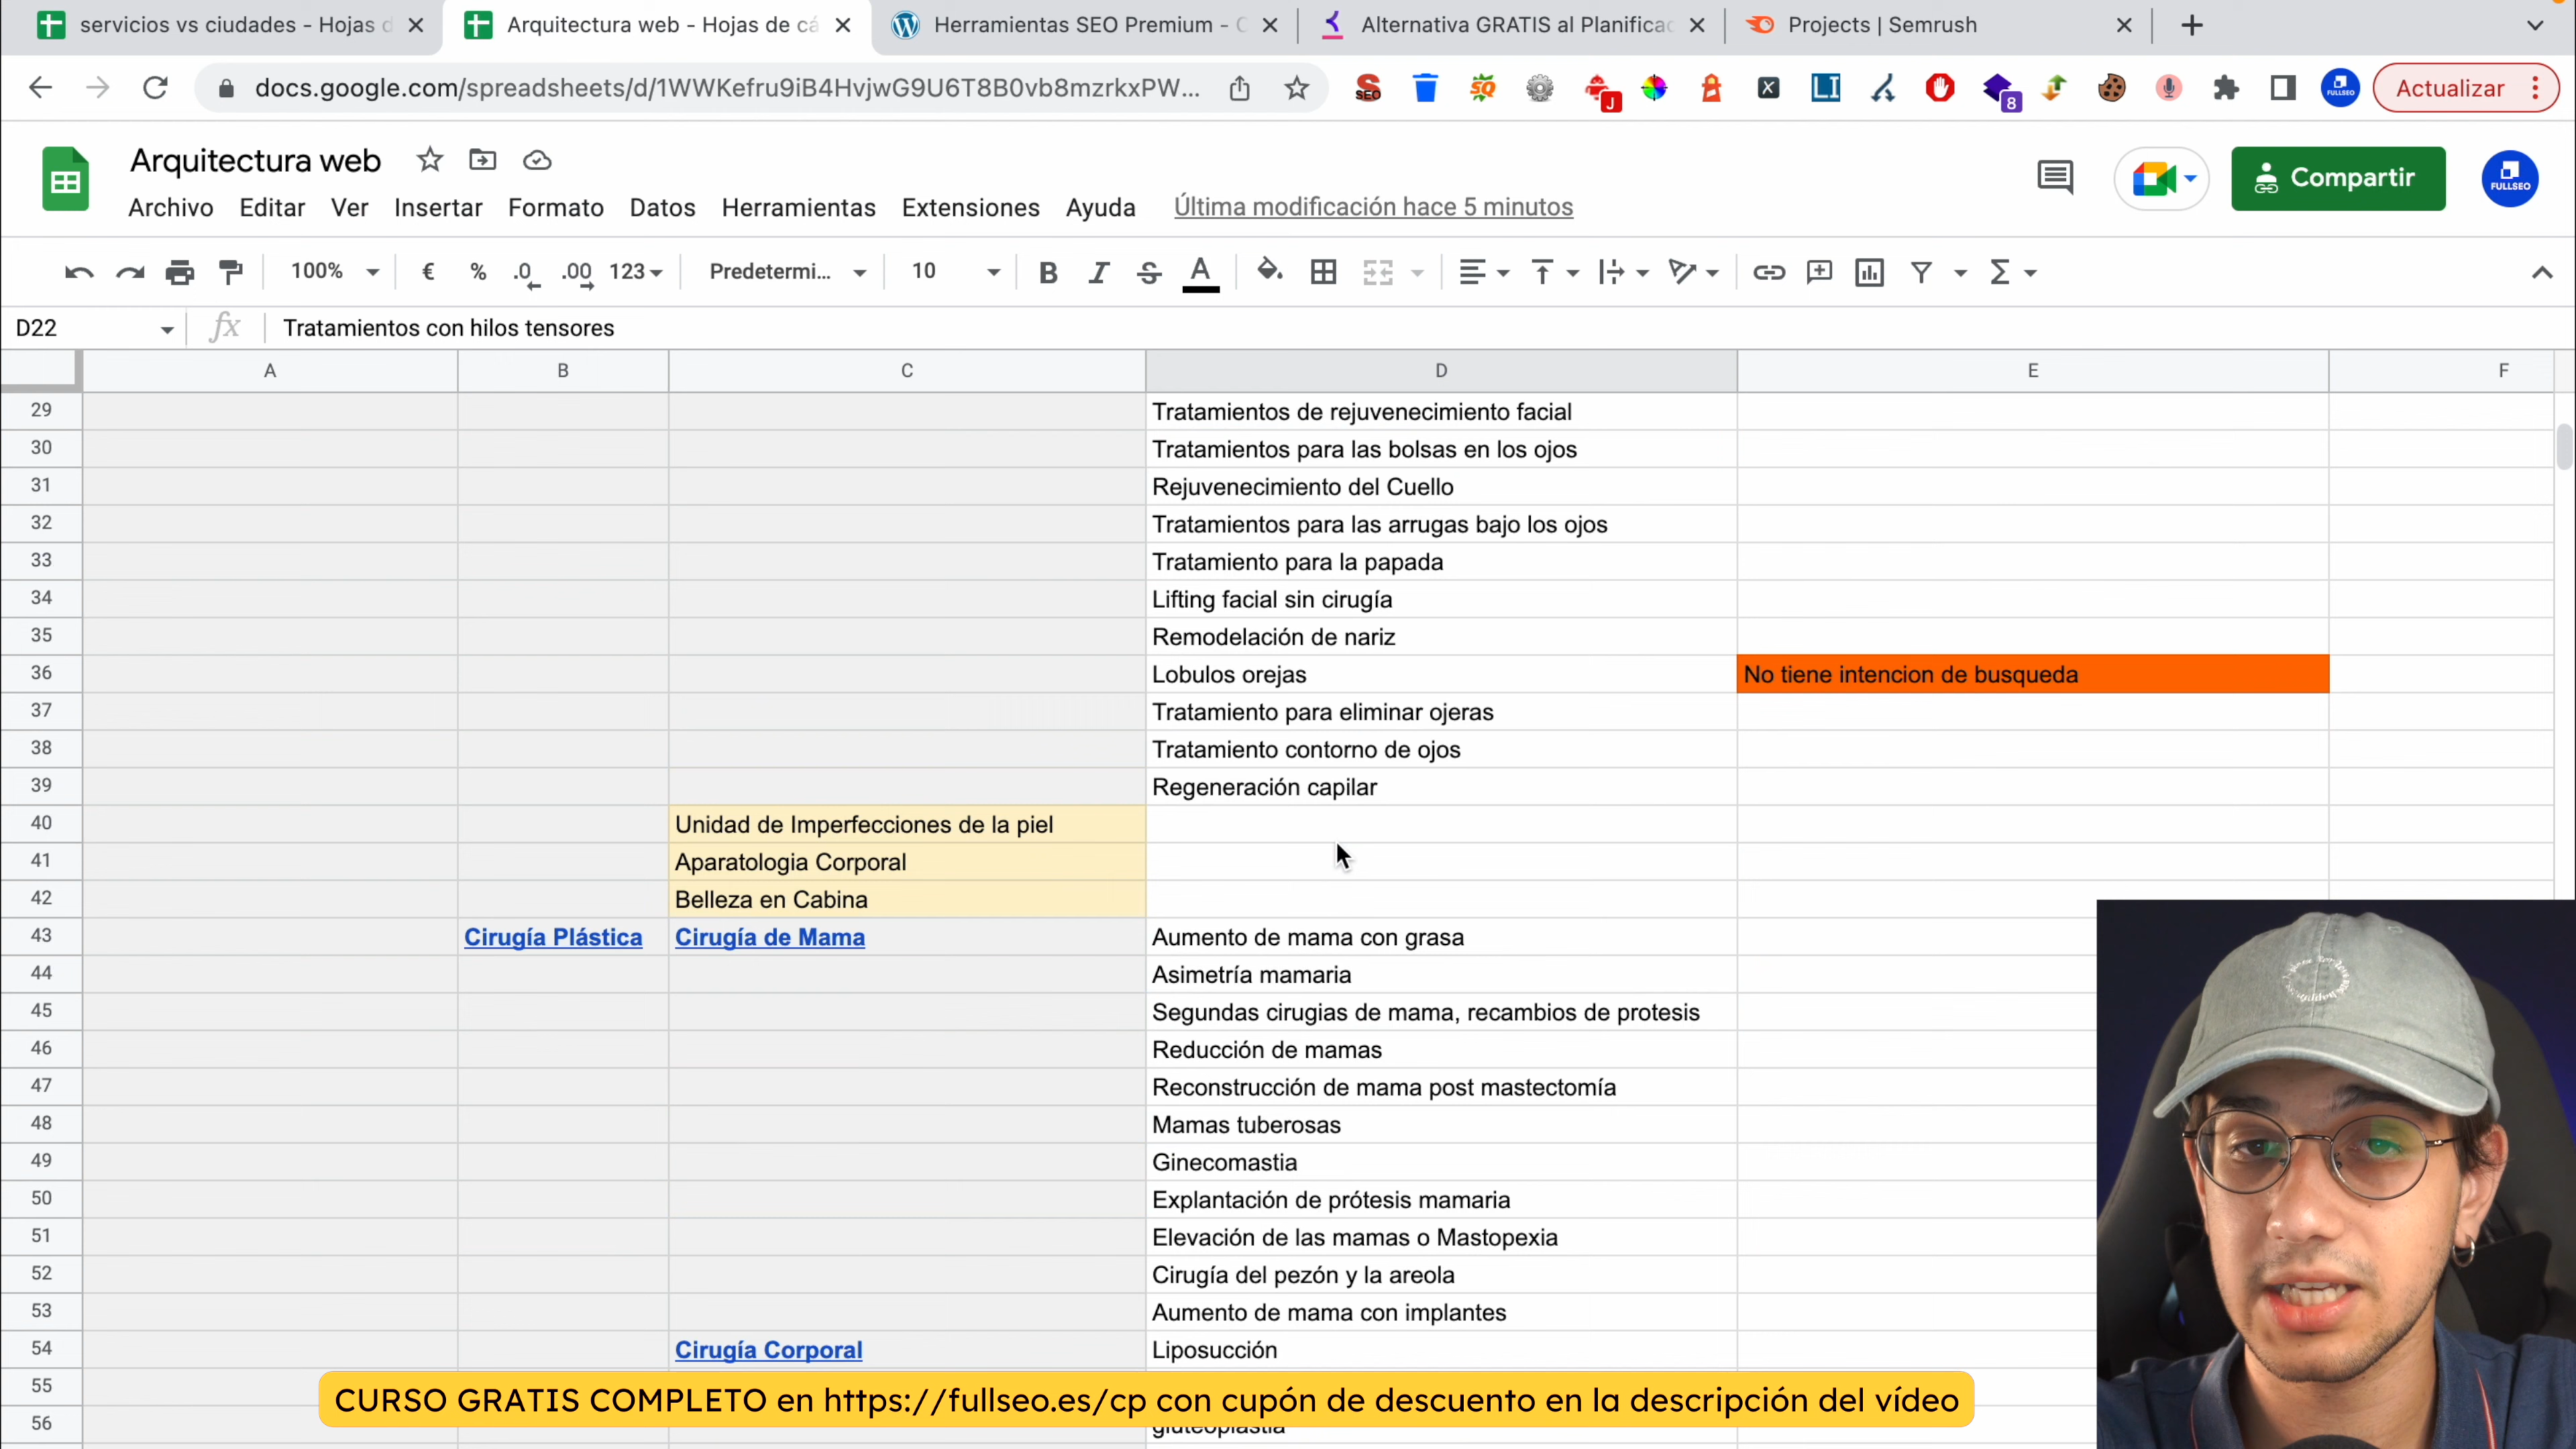 servicios vs ciudades - Hojas d
Arquitectura web - Hojas de cá
Herramientas SEO Premium - C
Alternativa GRATIS al Planificad
Projects | Semrush
docs.google.com/spreadsheets/d/1WWKefru9iB4HvjwG9U6T8B0vb8mzrkxPW...
SEO
SQ
J
X
LI
8
FULLSEO
Actualizar
Arquitectura web
Archivo Editar Ver Insertar Formato Datos Herramientas Extensiones Ayuda Última modificación hace 5 minutos
Compartir
FULLSEO
100% € % .0 .00 123 Predetermi... 10 B I S A Σ
D22 fx Tratamientos con hilos tensores
A B C D E F
29 Tratamientos de rejuvenecimiento facial
30 Tratamientos para las bolsas en los ojos
31 Rejuvenecimiento del Cuello
32 Tratamientos para las arrugas bajo los ojos
33 Tratamiento para la papada
34 Lifting facial sin cirugía
35 Remodelación de nariz
36 Lobulos orejas No tiene intencion de busqueda
37 Tratamiento para eliminar ojeras
38 Tratamiento contorno de ojos
39 Regeneración capilar
40 Unidad de Imperfecciones de la piel
41 Aparatologia Corporal
42 Belleza en Cabina
43 Cirugía Plástica Cirugía de Mama Aumento de mama con grasa
44 Asimetría mamaria
45 Segundas cirugias de mama, recambios de protesis
46 Reducción de mamas
47 Reconstrucción de mama post mastectomía
48 Mamas tuberosas
49 Ginecomastia
50 Explantación de prótesis mamaria
51 Elevación de las mamas o Mastopexia
52 Cirugía del pezón y la areola
53 Aumento de mama con implantes
54 Cirugía Corporal Liposucción
55
CURSO GRATIS COMPLETO en https://fullseo.es/cp con cupón de descuento en la descripción del vídeo
56 gluteoplastia